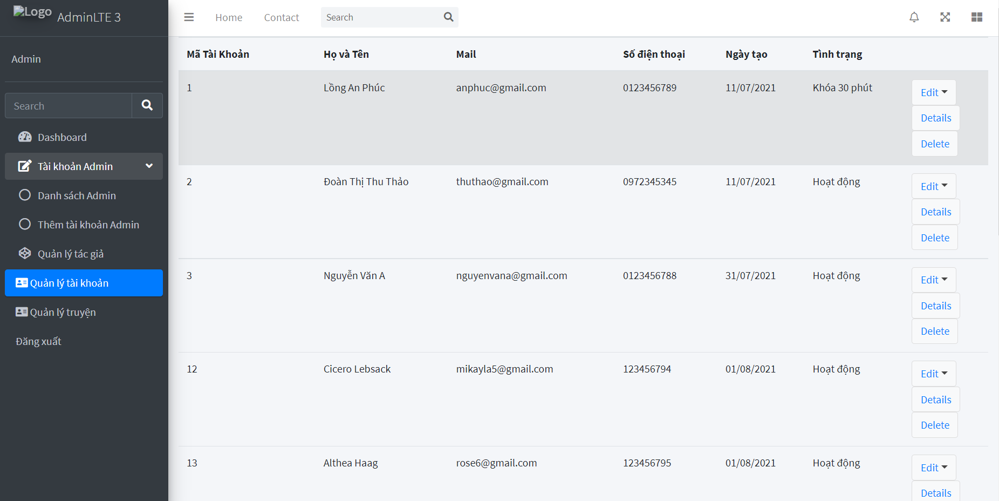 Logo AdminLTE 3
Admin
Search
Dashboard
Tài khoản Admin
Danh sách Admin
Thêm tài khoản Admin
Quản lý tác giả
Quản lý tài khoản
Quản lý truyện
Đăng xuất
Home Contact Search
Mã Tài Khoản Họ và Tên Mail Số điện thoại Ngày tạo Tình trạng
1 Lồng An Phúc anphuc@gmail.com 0123456789 11/07/2021 Khóa 30 phút Edit
Details
Delete
2 Đoàn Thị Thu Thảo thuthao@gmail.com 0972345345 11/07/2021 Hoạt động Edit
Details
Delete
3 Nguyễn Văn A nguyenvana@gmail.com 0123456788 31/07/2021 Hoạt động Edit
Details
Delete
12 Cicero Lebsack mikayla5@gmail.com 123456794 01/08/2021 Hoạt động Edit
Details
Delete
13 Althea Haag rose6@gmail.com 123456795 01/08/2021 Hoạt động Edit
Details